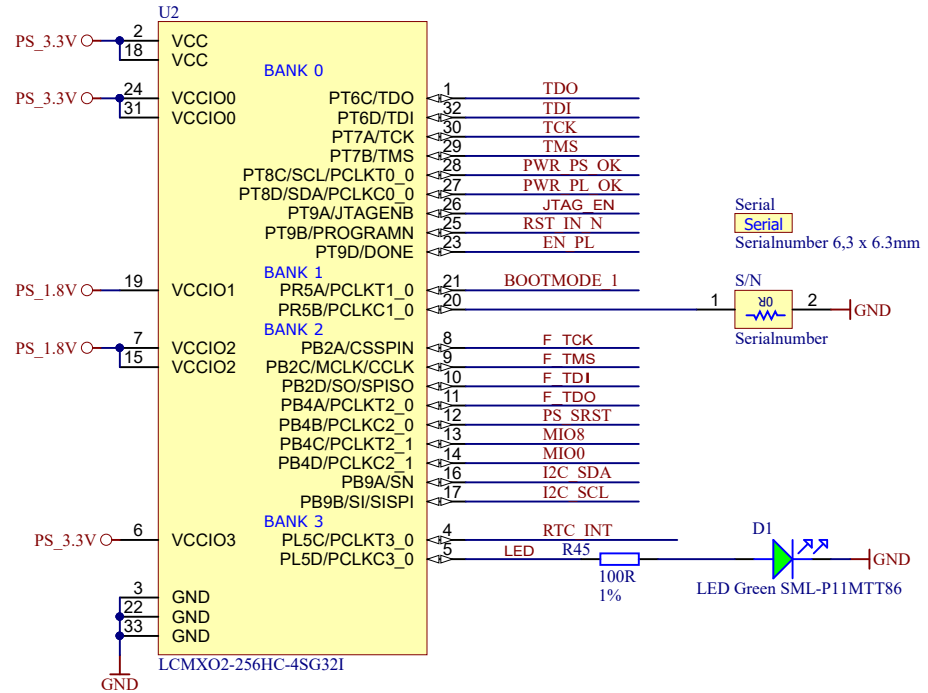 U2
PS_3.3V 2 VCC
18 VCC
BANK 0
PS_3.3V 24 VCCIO0 PT6C/TDO 1 TDO
31 VCCIO0 PT6D/TDI 32 TDI
PT7A/TCK 30 TCK
PT7B/TMS 29 TMS
PT8C/SCL/PCLKT0_0 28 PWR_PS_OK
PT8D/SDA/PCLKC0_0 27 PWR_PL_OK
PT9A/JTAGENB 26 JTAG_EN
PT9B/PROGRAMN 25 RST_IN_N
PT9D/DONE 23 EN_PL
Serial
Serial
Serialnumber 6,3 x 6.3mm
BANK 1
PS_1.8V 19 VCCIO1 PR5A/PCLKT1_0 21 BOOTMODE_1
PR5B/PCLKC1_0 20
S/N
1 0R 2 GND
Serialnumber
BANK 2
PS_1.8V 7 VCCIO2 PB2A/CSSPIN 8 F_TCK
15 VCCIO2 PB2C/MCLK/CCLK 9 F_TMS
PB2D/SO/SPISO 10 F_TDI
PB4A/PCLKT2_0 11 F_TDO
PB4B/PCLKC2_0 12 PS_SRST
PB4C/PCLKT2_1 13 MIO8
PB4D/PCLKC2_1 14 MIO0
PB9A/SN 16 I2C_SDA
PB9B/SI/SISPI 17 I2C_SCL
BANK 3
PS_3.3V 6 VCCIO3 PL5C/PCLKT3_0 4 RTC_INT
PL5D/PCLKC3_0 5 LED R45 D1 GND
100R
1%
LED Green SML-P11MTT86
3 GND
22 GND
33 GND
LCMXO2-256HC-4SG32I
GND